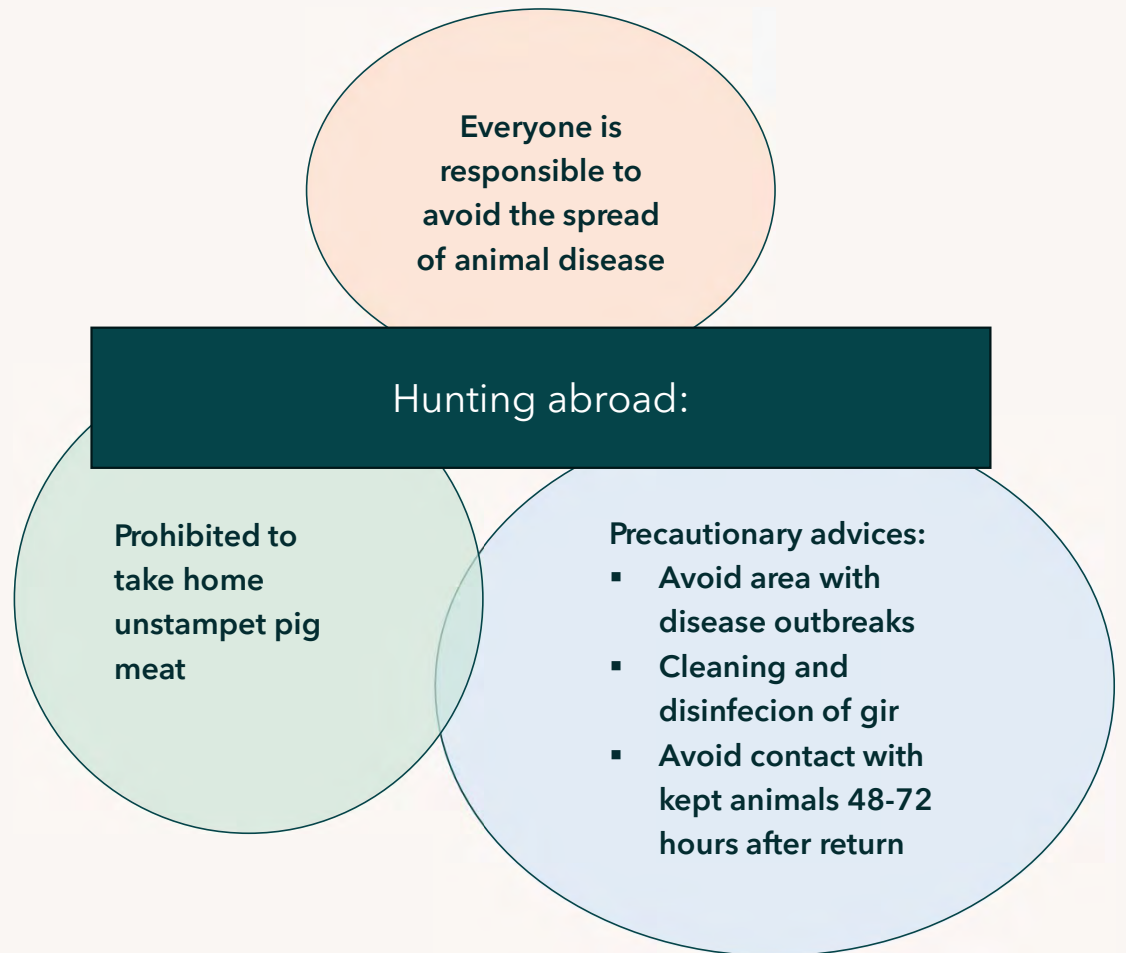 Everyone is
responsible to
avoid the spread
of animal disease
Hunting abroad:
Prohibited to
take home
unstampet pig
meat
Precautionary advices:
▪ Avoid area with
disease outbreaks
▪ Cleaning and
disinfecion of gir
▪ Avoid contact with
kept animals 48-72
hours after return